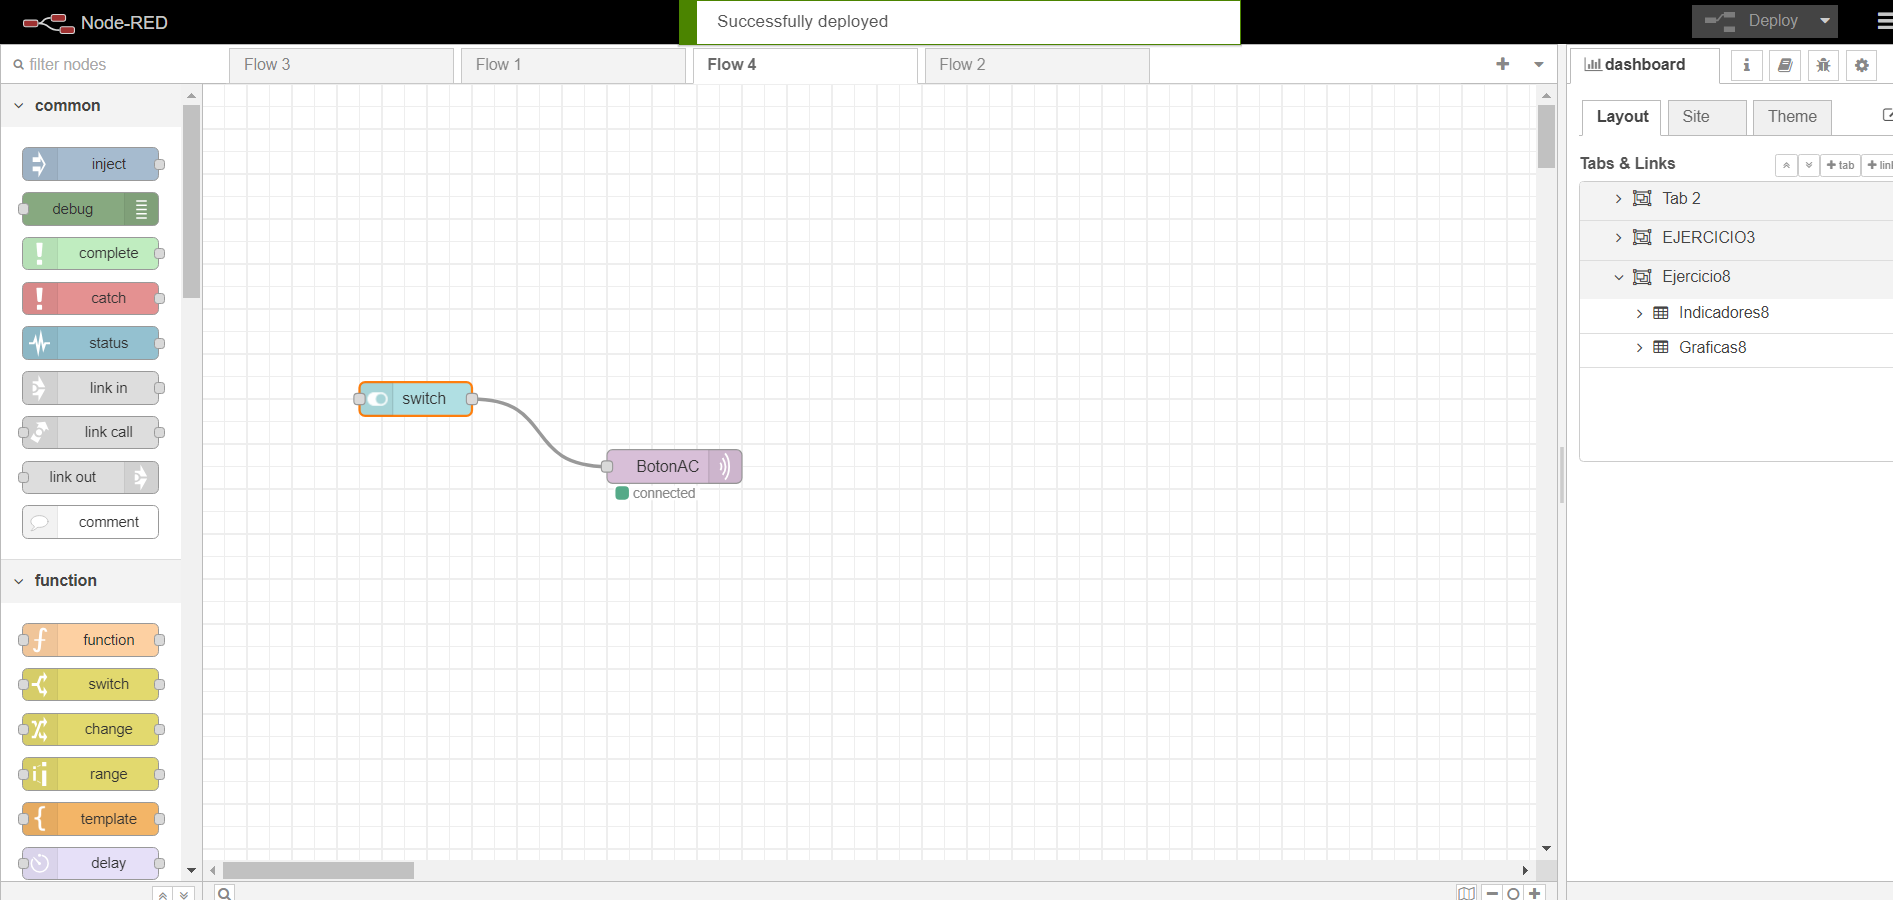 Node-RED
Successfully deployed
Deploy
filter nodes
Flow 3
Flow 1
Flow 4
Flow 2
dashboard
common
inject
debug
complete
catch
status
link in
link call
link out
comment
function
function
switch
change
range
template
delay
switch
BotonAC
connected
Layout
Site
Theme
Tabs & Links
tab
link
Tab 2
EJERCICIO3
Ejercicio8
Indicadores8
Graficas8